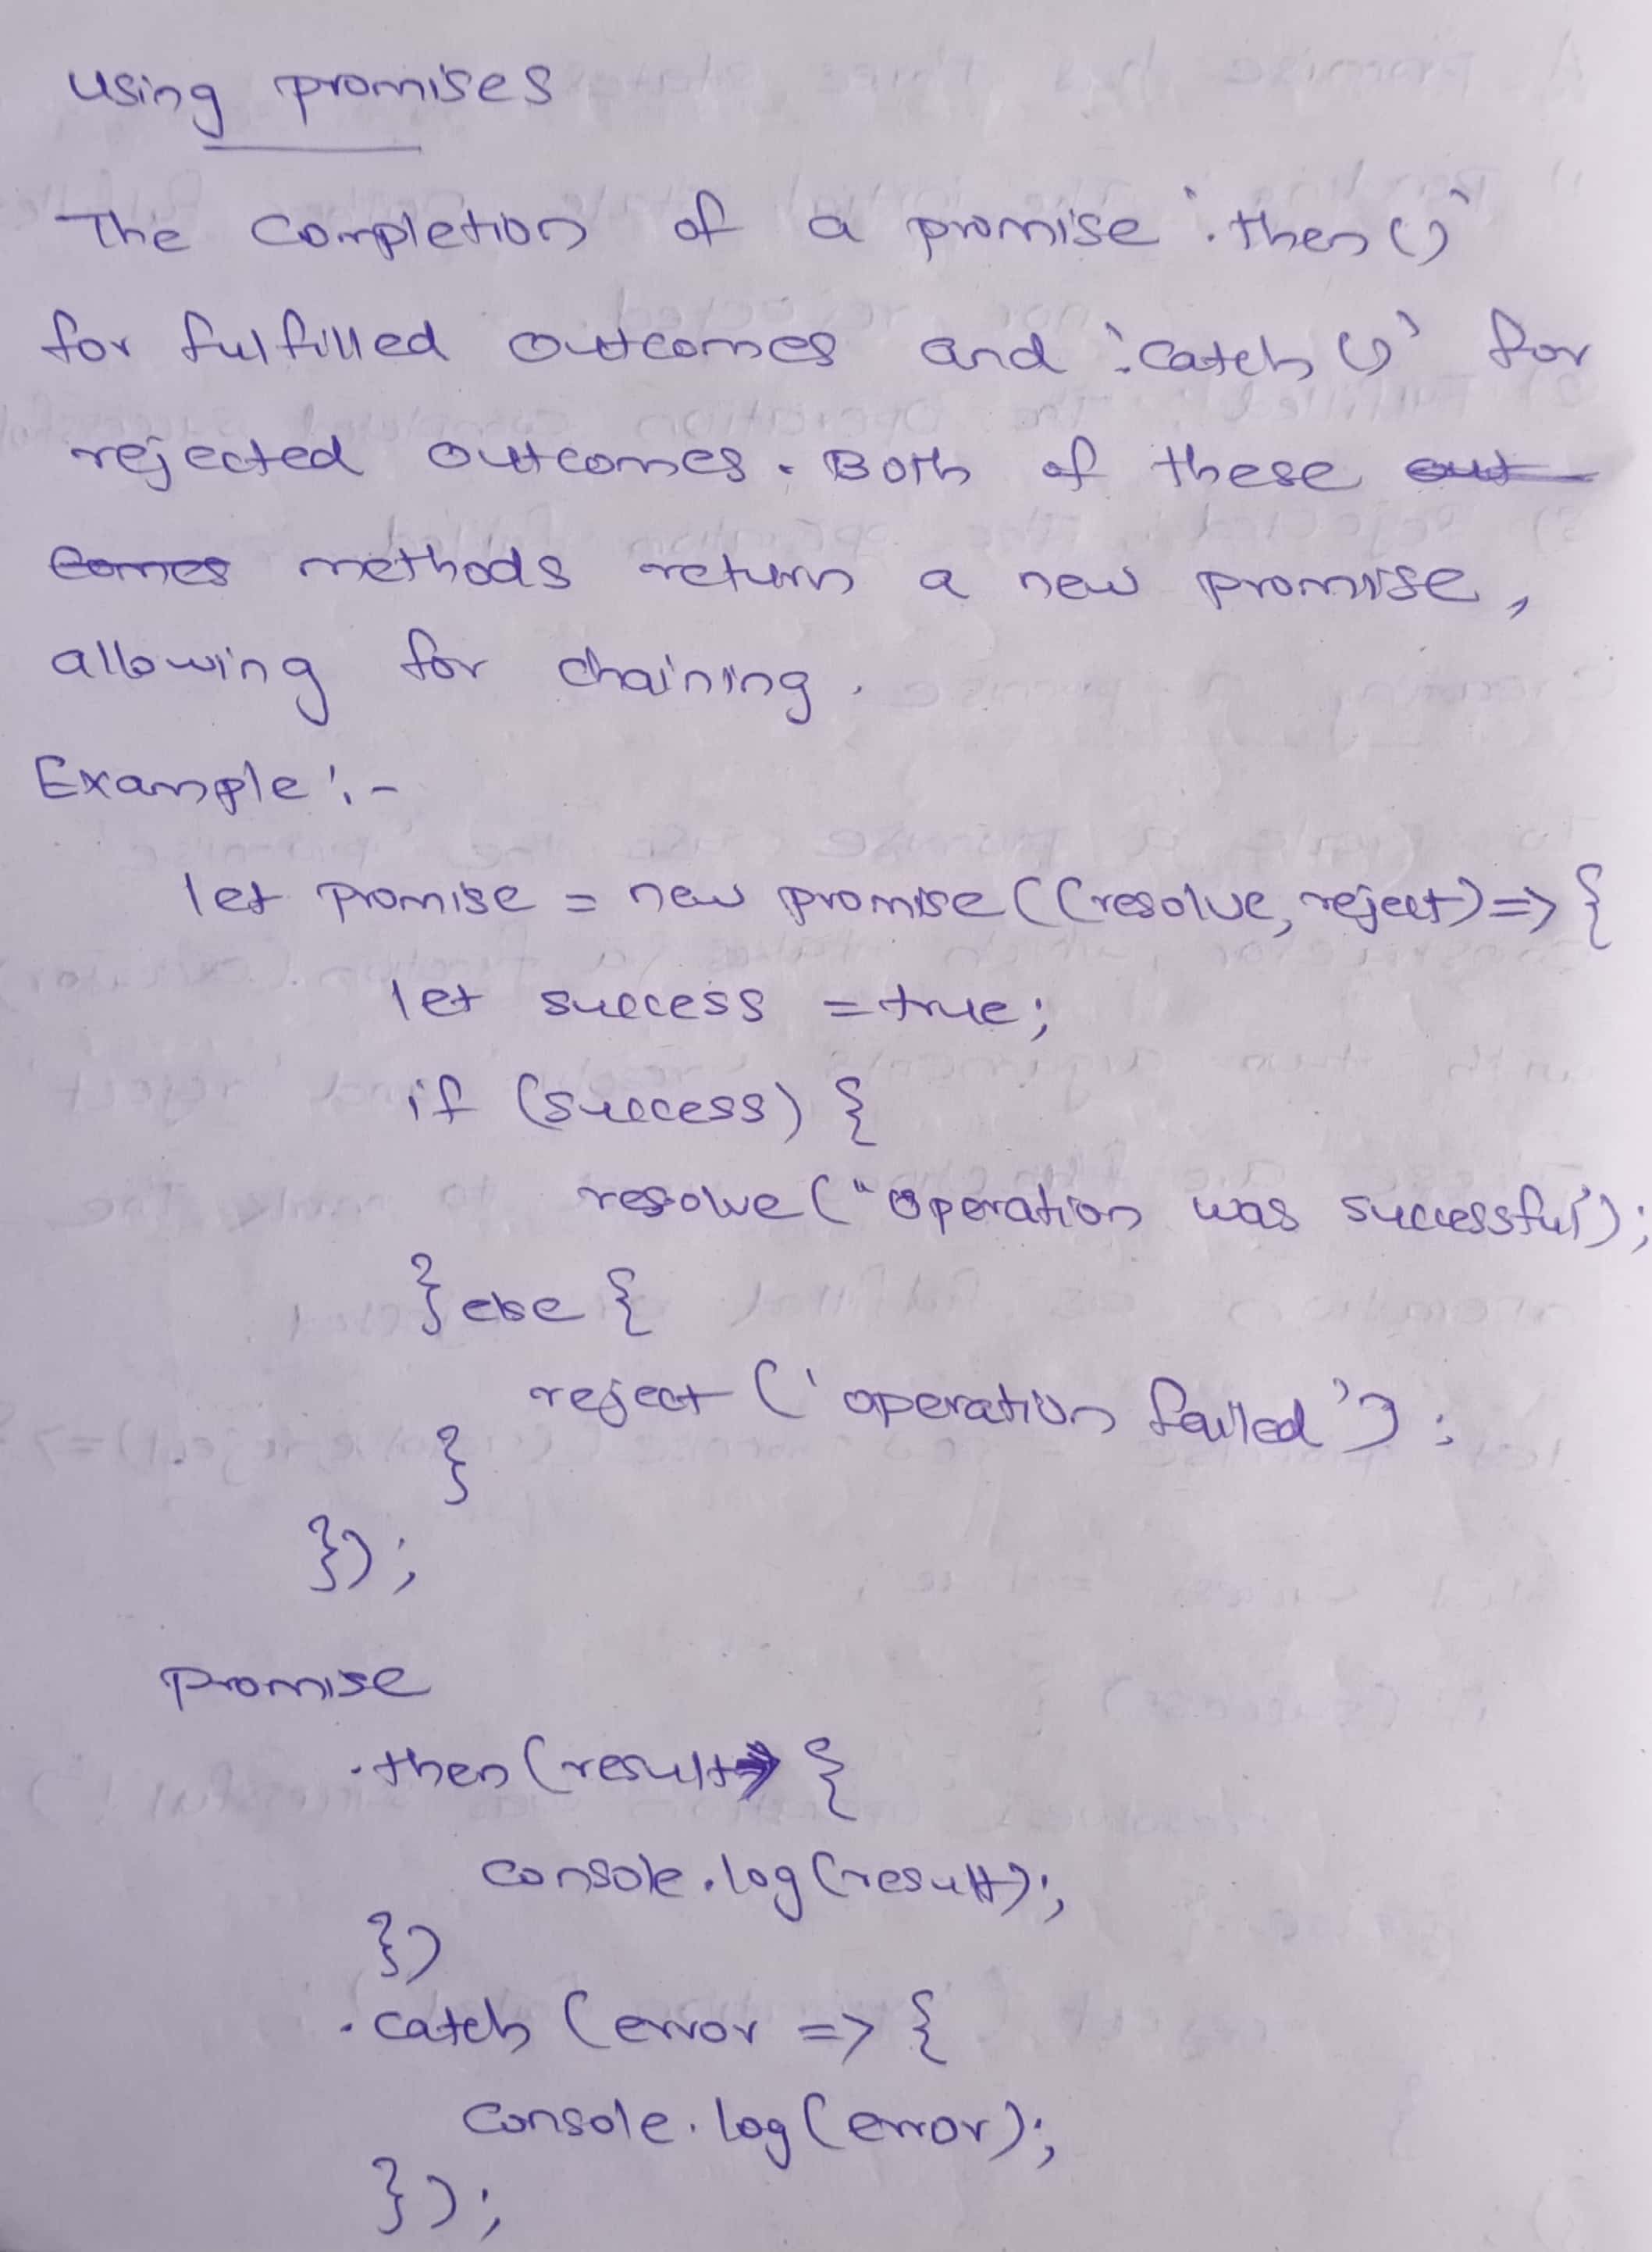 using promises
The completion of a promise '.then()'
for fulfilled outcomes and '.catch()' for
rejected outcomes. Both of these out
comes methods return a new promise,
allowing for chaining.
Example :-
let promise = new promise((resolve, reject) => {
let success = true;
if (success) {
resolve("operation was successful');
} else {
reject ('operation failed');
}
});
promise
.then(result => {
console.log(result);
})
.catch (error => {
console.log(error);
});